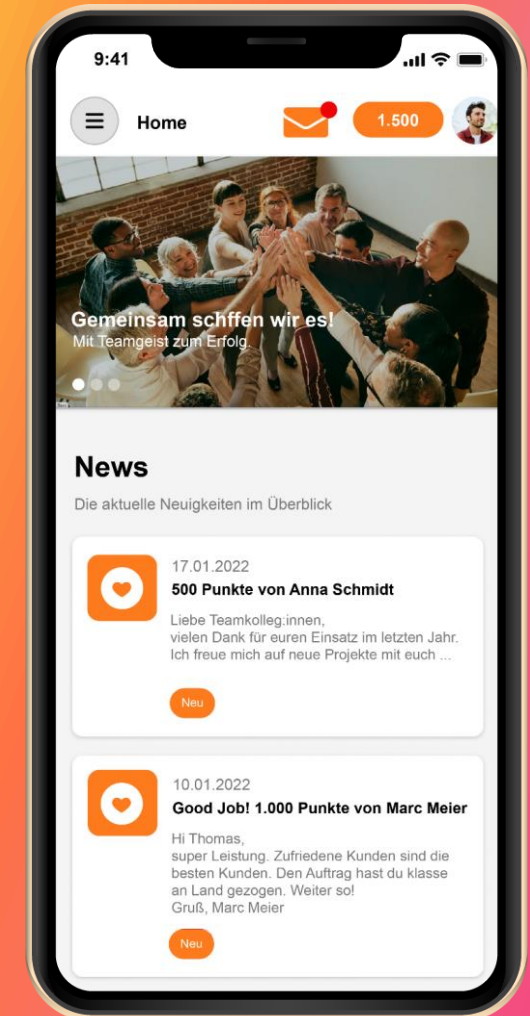 9:41
Home
1.500
Gemeinsam schffen wir es!
Mit Teamgeist zum Erfolg.
News
Die aktuelle Neuigkeiten im Überblick
17.01.2022
500 Punkte von Anna Schmidt
Liebe Teamkolleg:innen,
vielen Dank für euren Einsatz im letzten Jahr.
Ich freue mich auf neue Projekte mit euch ...
Neu
10.01.2022
Good Job! 1.000 Punkte von Marc Meier
Hi Thomas,
super Leistung. Zufriedene Kunden sind die
besten Kunden. Den Auftrag hast du klasse
an Land gezogen. Weiter so!
Gruß, Marc Meier
Neu